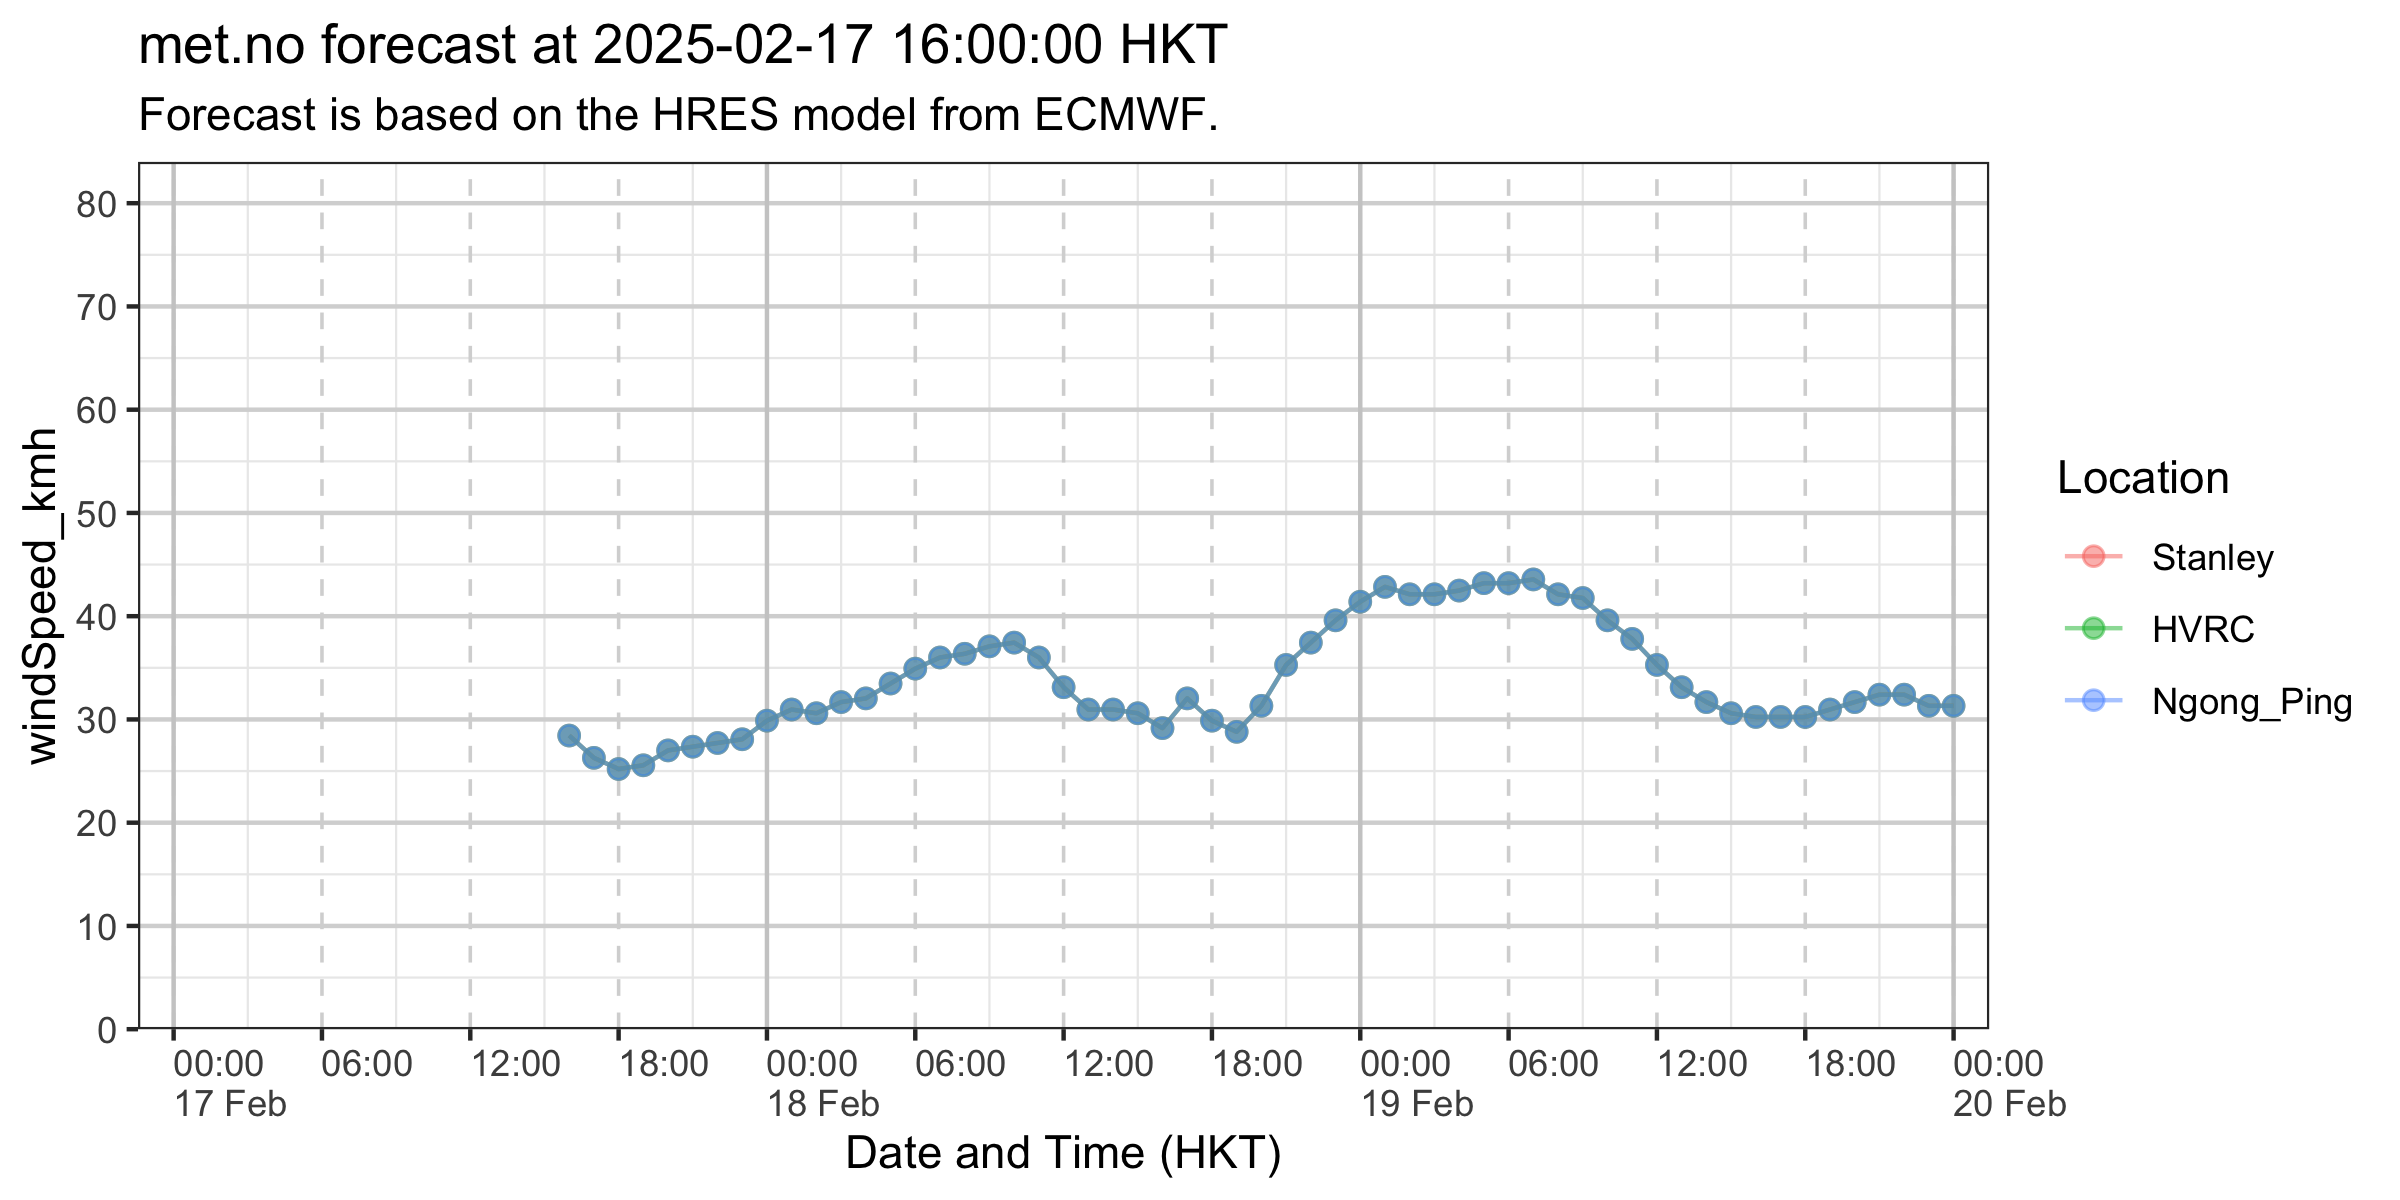 met.no forecast at 2025-02-17 16:00:00 HKT
Forecast is based on the HRES model from ECMWF.
windSpeed_kmh
80
70
60
50
40
30
20
10
0
00:00 06:00 12:00 18:00 00:00 06:00 12:00 18:00 00:00 06:00 12:00 18:00 00:00
17 Feb 18 Feb 19 Feb 20 Feb
Date and Time (HKT)
Location
Stanley
HVRC
Ngong_Ping